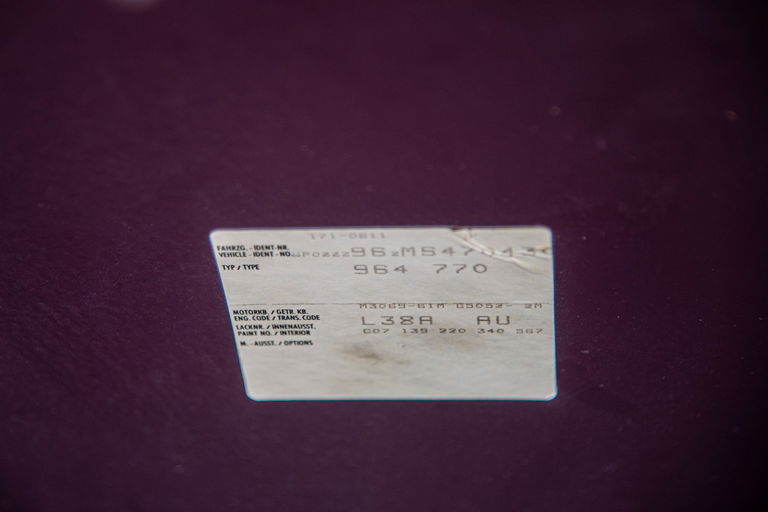 171-0811
FAHRZG. - IDENT-NR.
VEHICLE - IDENT - NO. WP0ZZZ96ZMS470430
TYP / TYPE 964 770
MOTORKB. / GETR. KB. M3069-61M G5052- 2M
ENG. CODE / TRANS. CODE
LACKNR. / INNENAUSST. L38A AU
PAINT NO. / INTERIOR C07 139 220 340 567
M. - AUSST. / OPTIONS